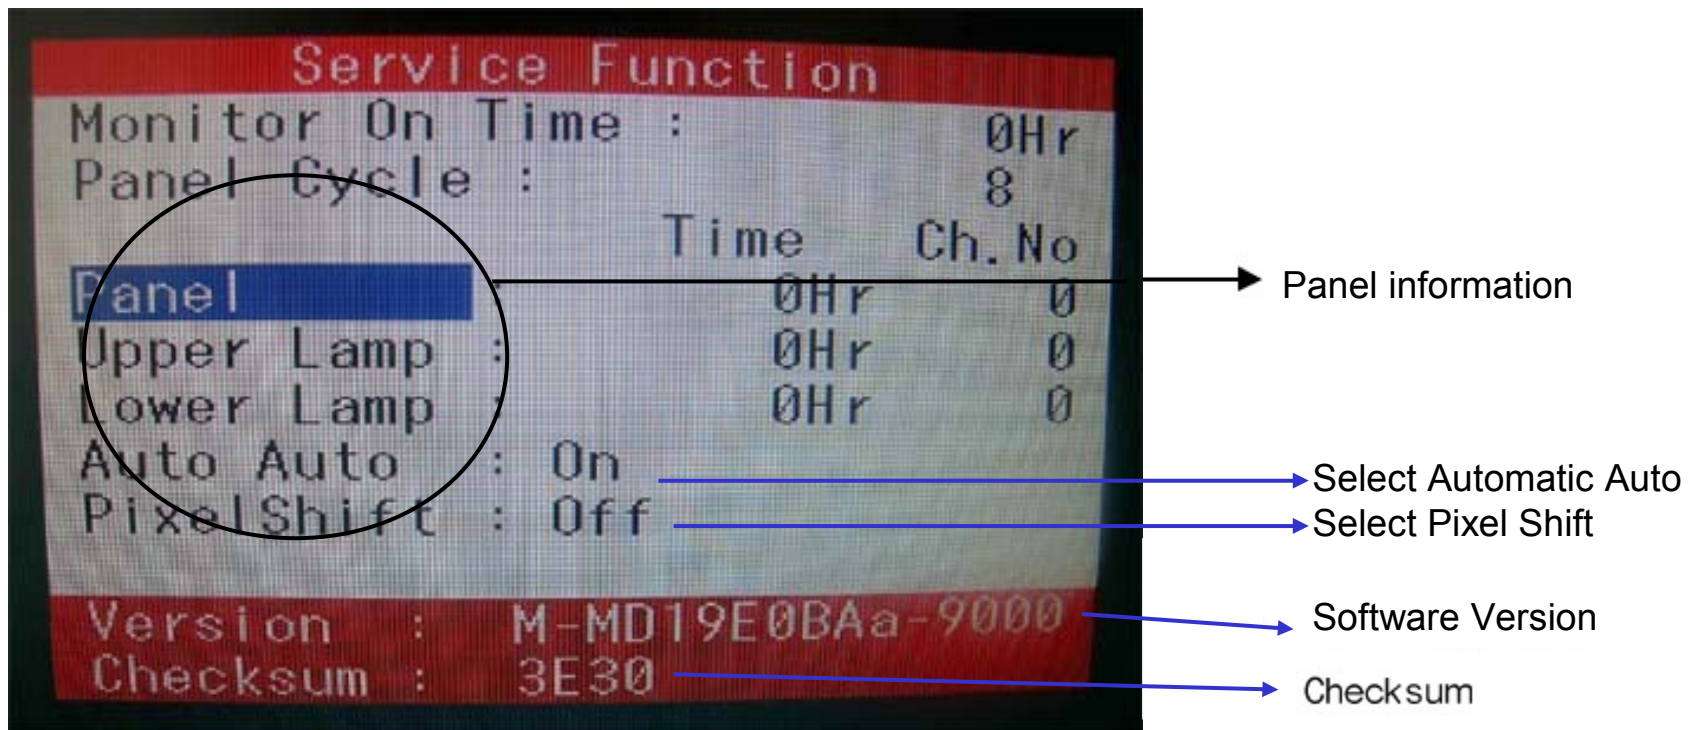 Service Function
Monitor On Time : 0Hr
Panel Cycle : 8
Time Ch.No
Panel : 0Hr 0
Upper Lamp : 0Hr 0
Lower Lamp : 0Hr 0
Auto Auto : On
PixelShift : Off
Version : M-MD19E0BAa-9000
Checksum : 3E30
Panel information
Select Automatic Auto
Select Pixel Shift
Software Version
Checksum